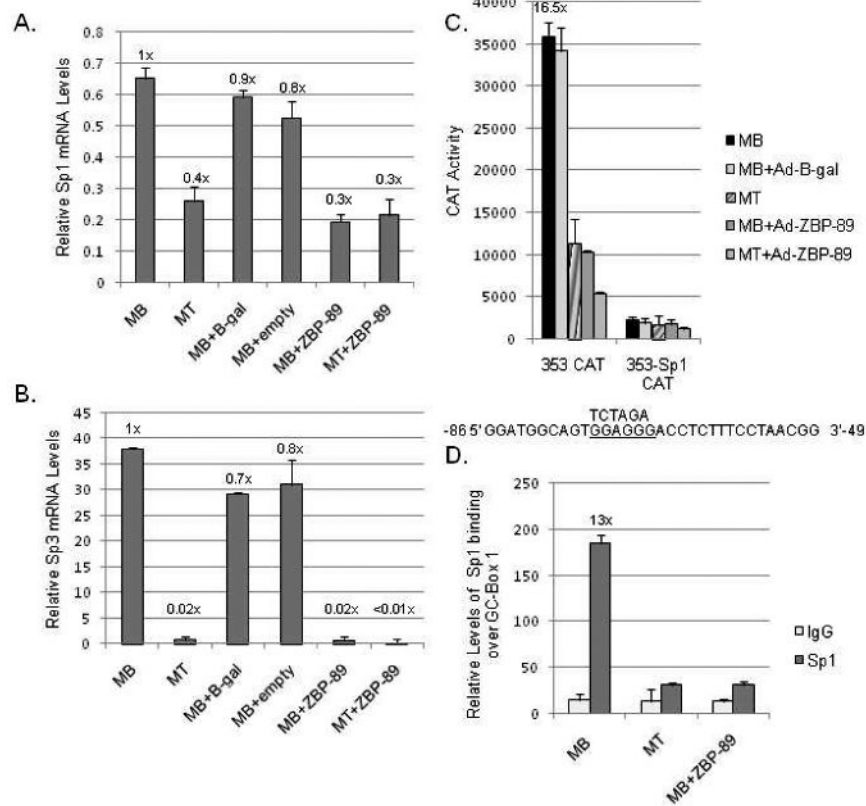 A.
Relative Sp1 mRNA Levels
0.8
0.7
0.6
0.5
0.4
0.3
0.2
0.1
0
1x
0.4x
0.9x
0.8x
0.3x
0.3x
MB
MT
MB+B-gal
MB+empty
MB+ZBP-89
MT+ZBP-89
B.
Relative Sp3 mRNA Levels
45
40
35
30
25
20
15
10
5
0
1x
0.02x
0.7x
0.8x
0.02x
<0.01x
MB
MT
MB+B-gal
MB+empty
MB+ZBP-89
MT+ZBP-89
C.
CAT Activity
40000
35000
30000
25000
20000
15000
10000
5000
0
16.5x
353 CAT
353-Sp1 CAT
MB
MB+Ad-B-gal
MT
MB+Ad-ZBP-89
MT+Ad-ZBP-89
TCTAGA
-86 5' GGATGGCAGTGGAGGGACCTCTTTCCTAACGG 3'-49
D.
Relative Levels of Sp1 binding
over GC-Box 1
250
200
150
100
50
0
13x
MB
MT
MB+ZBP-89
IgG
Sp1